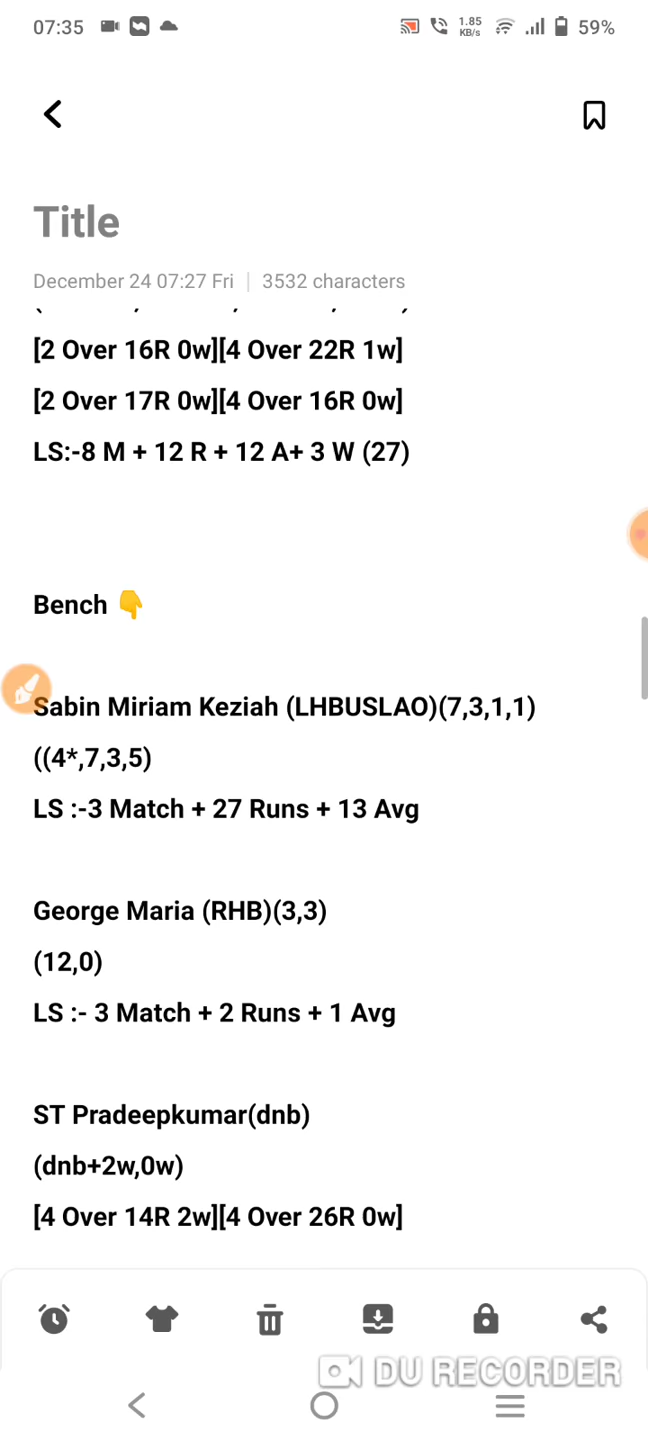 07:35 1.85 KB/s 59%
Title
December 24 07:27 Fri | 3532 characters
[2 Over 16R 0w][4 Over 22R 1w]
[2 Over 17R 0w][4 Over 16R 0w]
LS:-8 M + 12 R + 12 A+ 3 W (27)
Bench 👇
Sabin Miriam Keziah (LHBUSLAO)(7,3,1,1)
((4*,7,3,5)
LS :-3 Match + 27 Runs + 13 Avg
George Maria (RHB)(3,3)
(12,0)
LS :- 3 Match + 2 Runs + 1 Avg
ST Pradeepkumar(dnb)
(dnb+2w,0w)
[4 Over 14R 2w][4 Over 26R 0w]
DU RECORDER